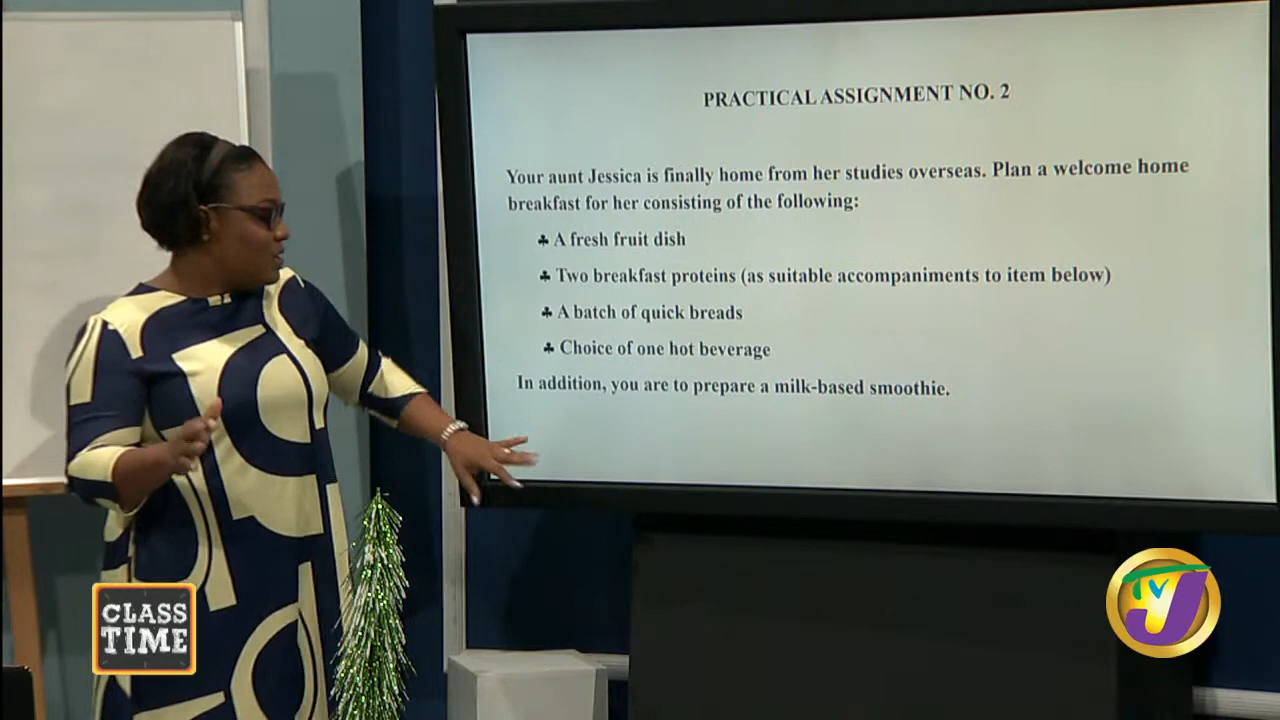 PRACTICAL ASSIGNMENT NO. 2
Your aunt Jessica is finally home from her studies overseas. Plan a welcome home
breakfast for her consisting of the following:
♣ A fresh fruit dish
♣ Two breakfast proteins (as suitable accompaniments to item below)
♣ A batch of quick breads
♣ Choice of one hot beverage
In addition, you are to prepare a milk-based smoothie.
CLASS
TIME
TVJ